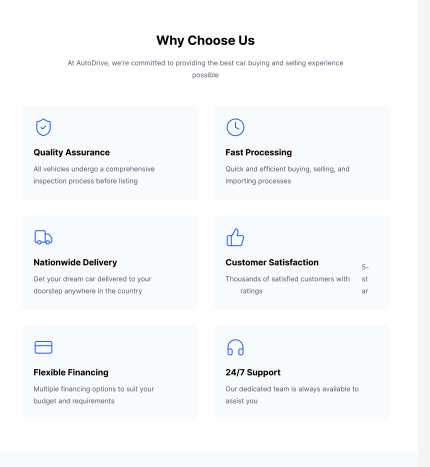 Why Choose Us
At AutoDrive, we're committed to providing the best car buying and selling experience
possible
Quality Assurance
All vehicles undergo a comprehensive
inspection process before listing
Fast Processing
Quick and efficient buying, selling, and
importing processes
Nationwide Delivery
Get your dream car delivered to your
doorstep anywhere in the country
Customer Satisfaction
Thousands of satisfied customers with
ratings
5-
st
ar
Flexible Financing
Multiple financing options to suit your
budget and requirements
24/7 Support
Our dedicated team is always available to
assist you